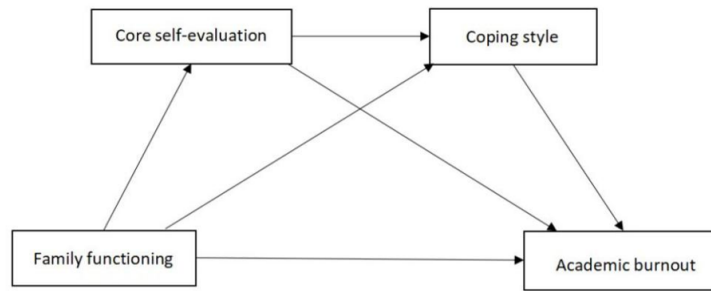 Core self-evaluation
Coping style
Family functioning
Academic burnout